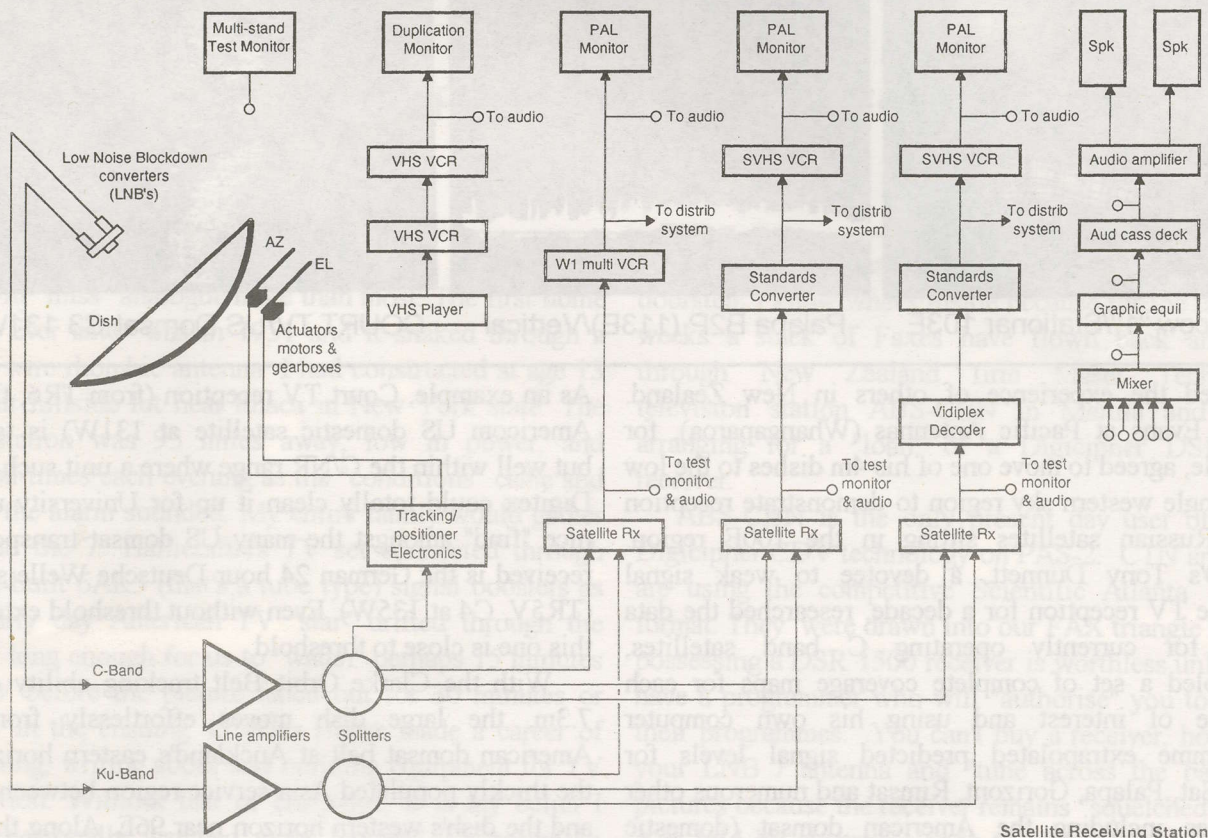 Multi-stand
Test Monitor
Duplication
Monitor
PAL
Monitor
PAL
Monitor
PAL
Monitor
Spk
Spk
To audio
To audio
To audio
To audio
Low Noise Blockdown
converters
(LNB's)
VHS VCR
SVHS VCR
SVHS VCR
Audio amplifier
AZ
EL
VHS VCR
To distrib
system
To distrib
system
To distrib
system
Aud cass deck
W1 multi VCR
Standards
Converter
Standards
Converter
Dish
Actuators
motors &
gearboxes
VHS Player
Graphic equil
Mixer
Vidiplex
Decoder
To test
monitor
& audio
To test
monitor
& audio
To test
monitor
& audio
Tracking/
positioner
Electronics
Satellite Rx
Satellite Rx
Satellite Rx
C-Band
Line amplifiers
Splitters
Ku-Band
Satellite Receiving Station